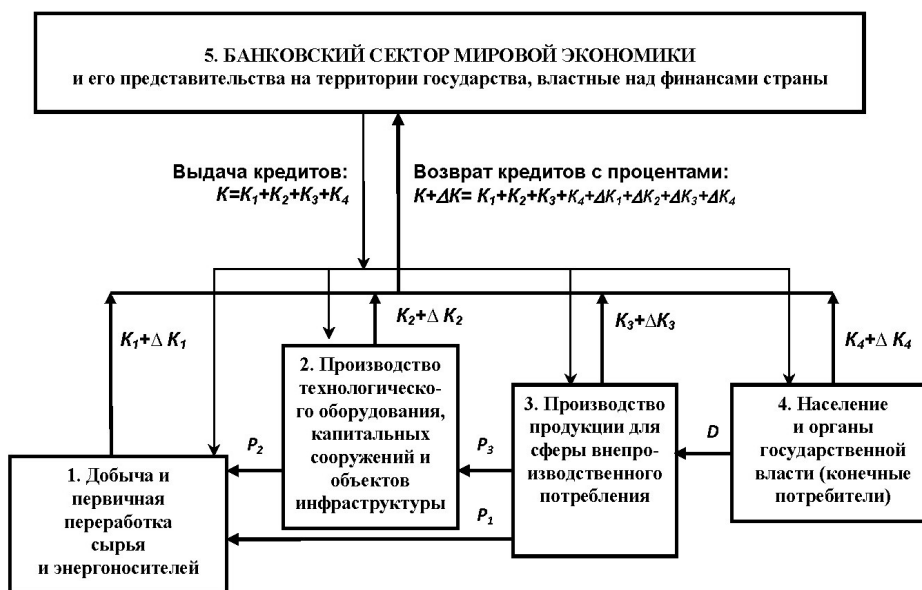 5. БАНКОВСКИЙ СЕКТОР МИРОВОЙ ЭКОНОМИКИ
и его представительства на территории государства, властные над финансами страны
Выдача кредитов:
K=K₁+K₂+K₃+K₄
Возврат кредитов с процентами:
K+ΔK= K₁+K₂+K₃+K₄+ΔK₁+ΔK₂+ΔK₃+ΔK₄
K₁+Δ K₁
K₂+Δ K₂
K₃+ΔK₃
K₄+Δ K₄
2. Производство
технологическо-
го оборудования,
капитальных
сооружений и
объектов
инфраструктуры
3. Производство
продукции для
сферы внепро-
изводственного
потребления
4. Население
и органы
государственной
власти (конечные
потребители)
P₂
P₃
D
1. Добыча и
первичная
переработка
сырья
и энергоносителей
P₁